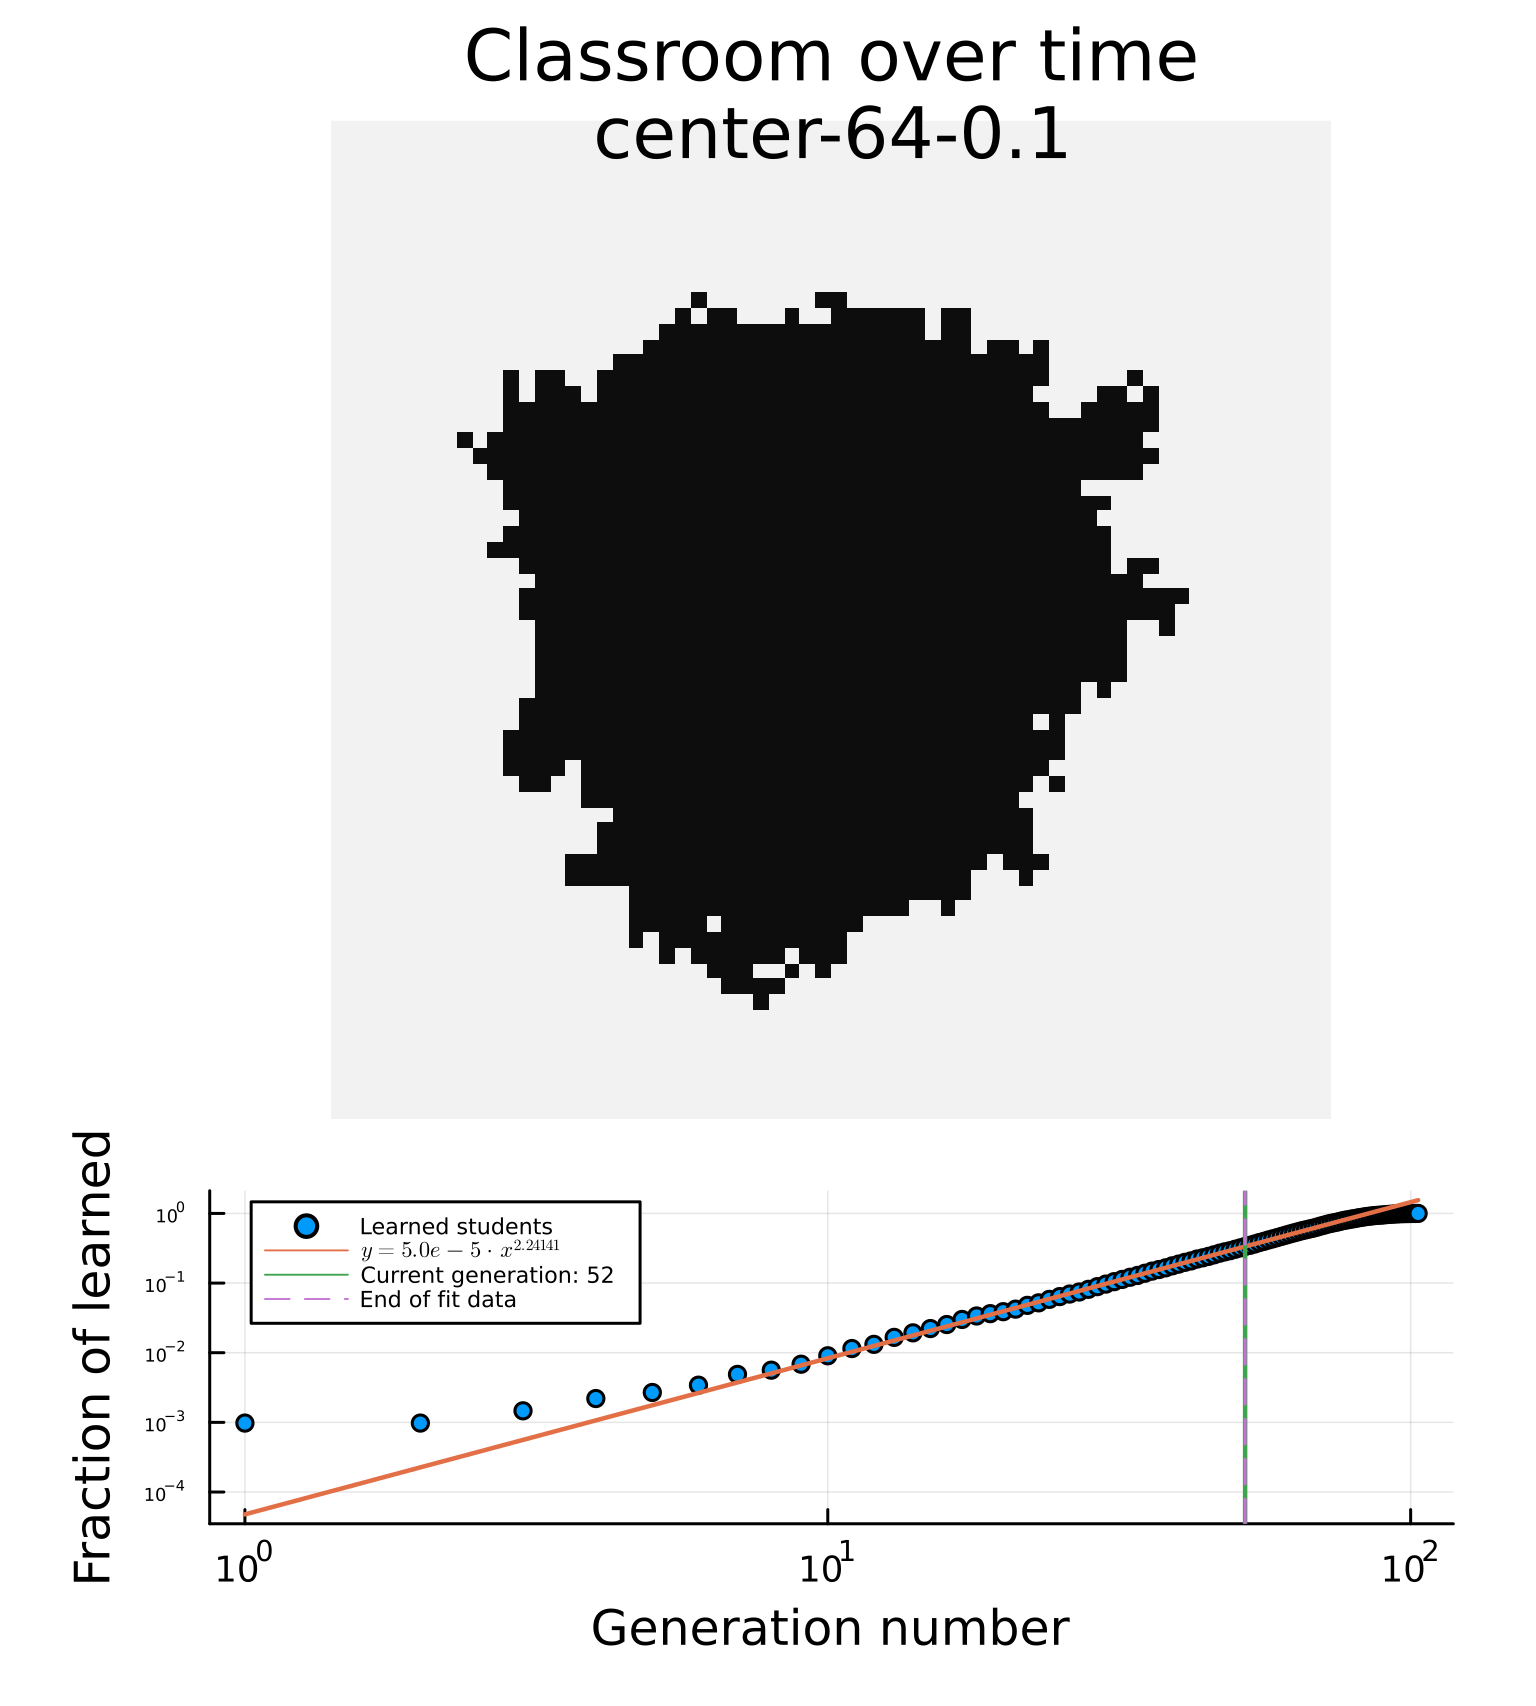 Classroom over time
center-64-0.1
Fraction of learned
10^0
10^-1
10^-2
10^-3
10^-4
Learned students
y = 5.0e − 5 · x^2.24141
Current generation: 52
End of fit data
10^0
10^1
10^2
Generation number